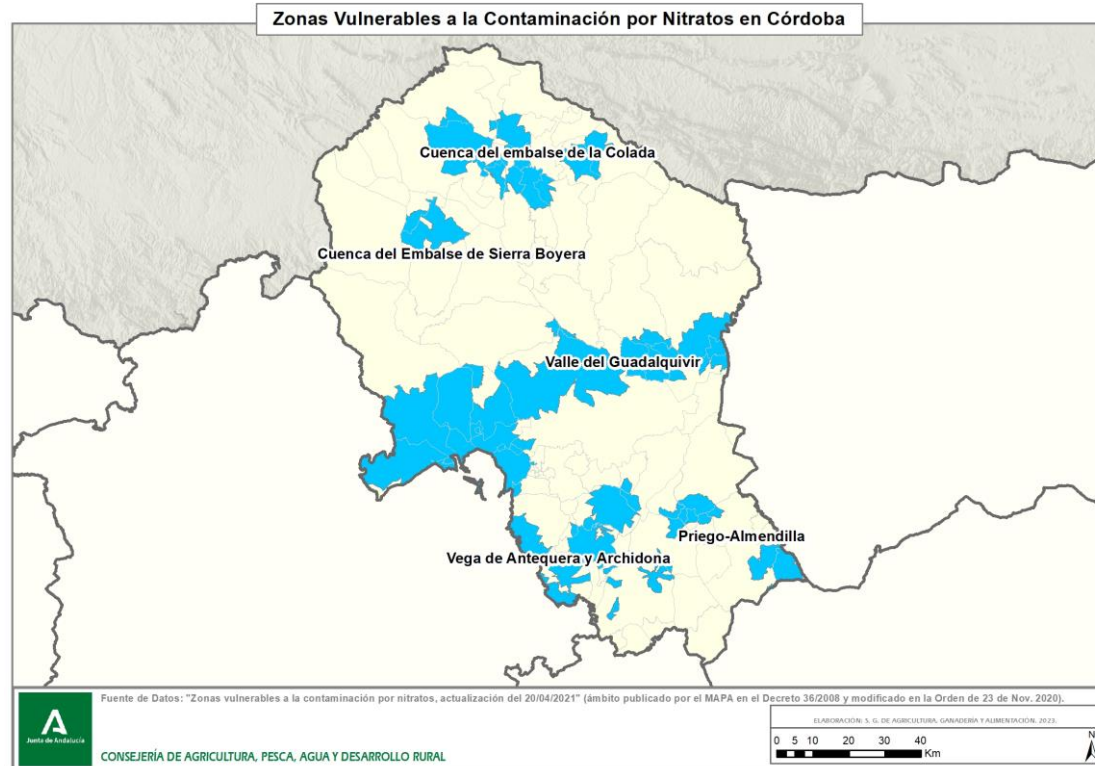 Zonas Vulnerables a la Contaminación por Nitratos en Córdoba
Cuenca del embalse de la Colada
Cuenca del Embalse de Sierra Boyera
Valle del Guadalquivir
Priego-Almendilla
Vega de Antequera y Archidona
Fuente de Datos: "Zonas vulnerables a la contaminación por nitratos, actualización del 20/04/2021" (ámbito publicado por el MAPA en el Decreto 36/2008 y modificado en la Orden de 23 de Nov. 2020).
A
Junta de Andalucía
CONSEJERÍA DE AGRICULTURA, PESCA, AGUA Y DESARROLLO RURAL
ELABORACIÓN: S. G. DE AGRICULTURA, GANADERÍA Y ALIMENTACIÓN. 2023.
0 5 10 20 30 40
Km
N